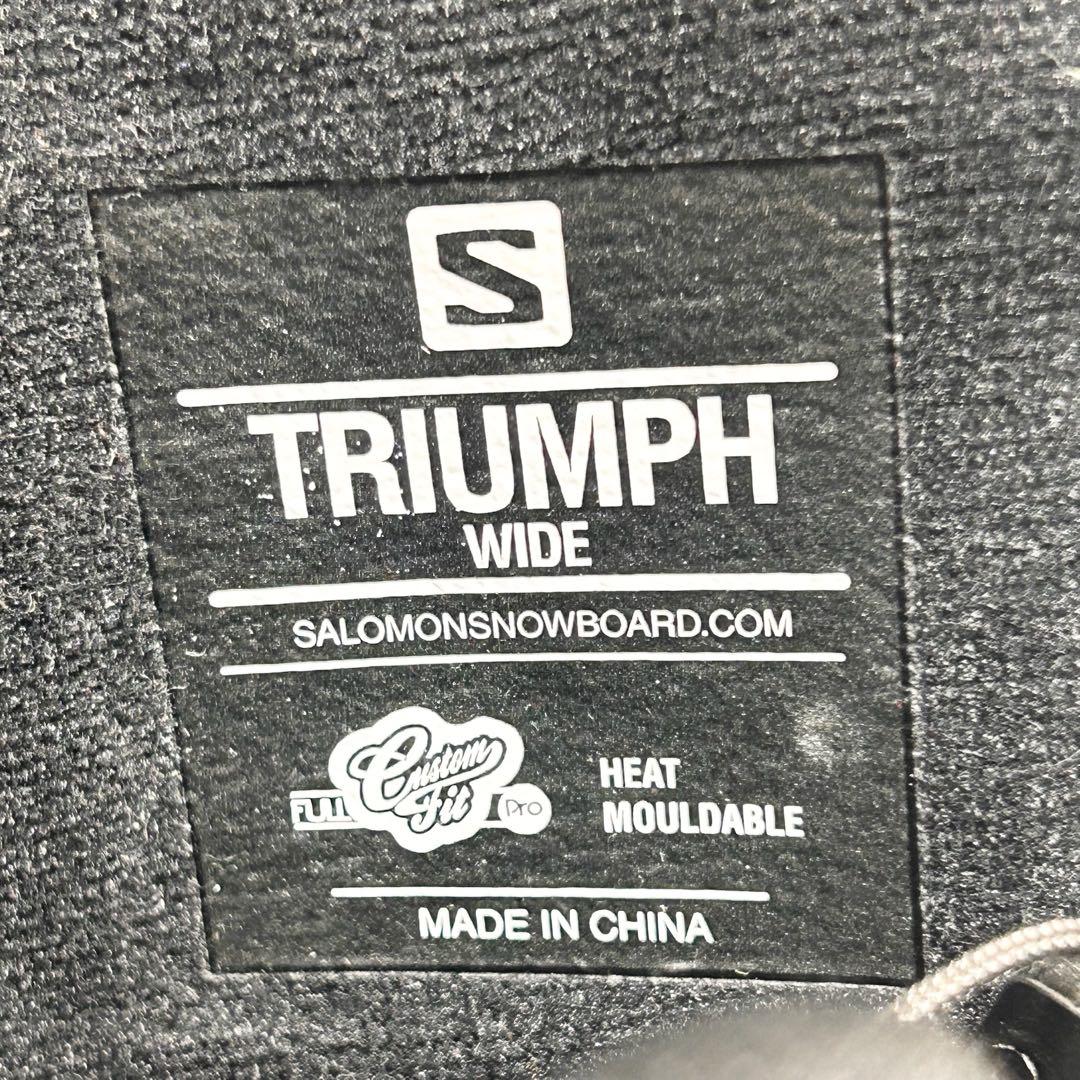 S
TRIUMPH
WIDE
SALOMONSNOWBOARD.COM
FULL Custom Fit Pro
HEAT
MOULDABLE
MADE IN CHINA